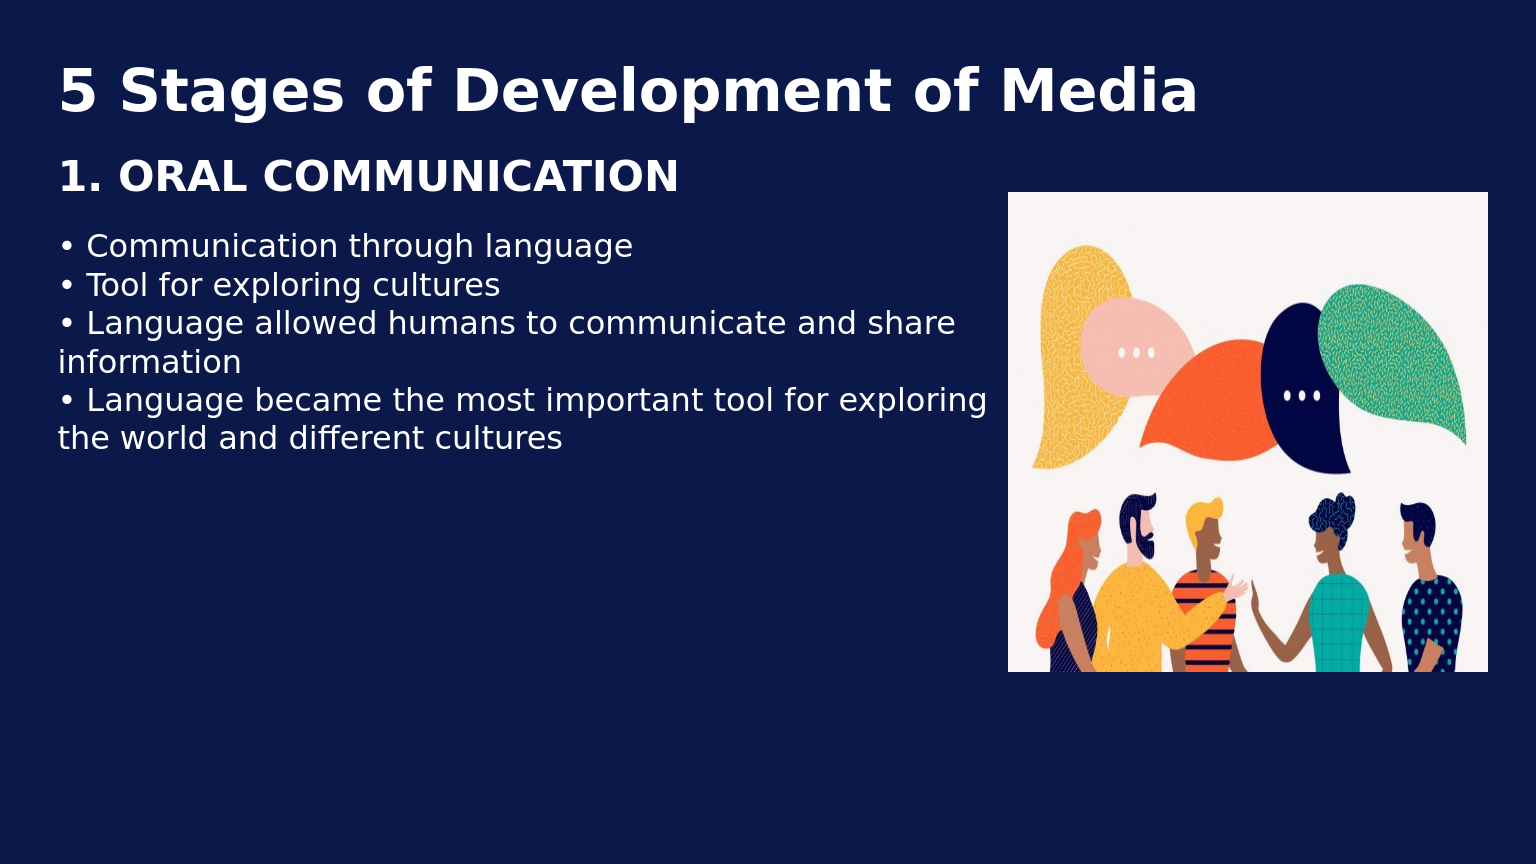 5 Stages of Development of Media
1. ORAL COMMUNICATION
• Communication through language
• Tool for exploring cultures
• Language allowed humans to communicate and share
information
• Language became the most important tool for exploring
the world and different cultures